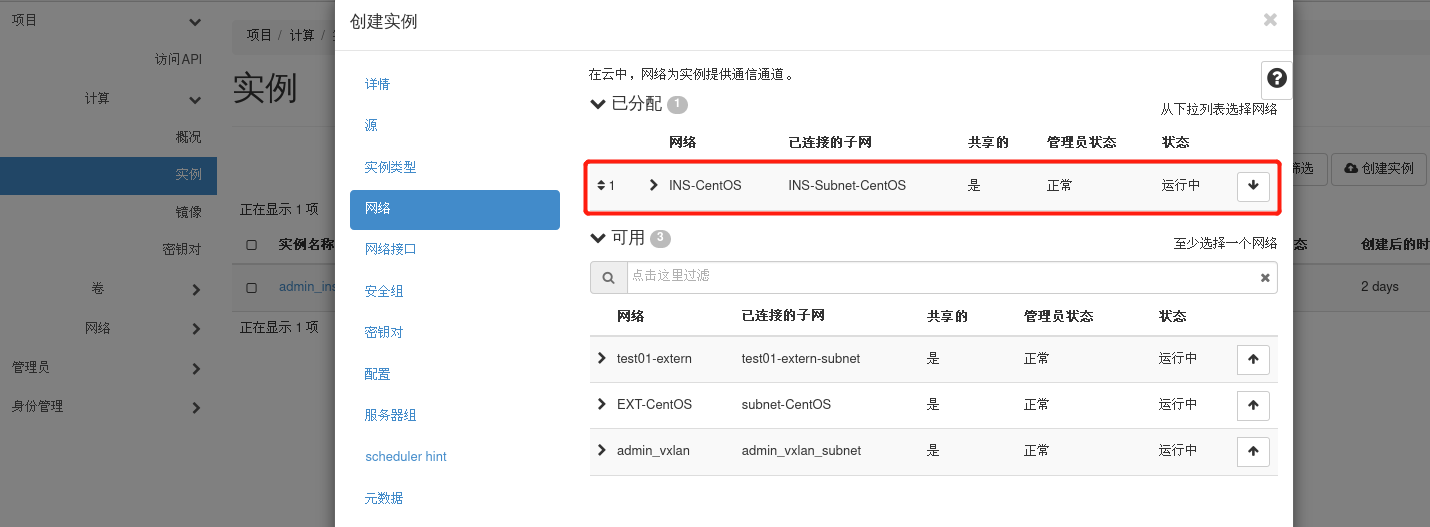 项目
访问API
计算
概况
实例
镜像
密钥对
卷
网络
管理员
身份管理
项目 / 计算 /
实例
正在显示 1 项
实例名称
admin_ins
正在显示 1 项
创建实例
详情
源
实例类型
网络
网络接口
安全组
密钥对
配置
服务器组
scheduler hint
元数据
在云中，网络为实例提供通信通道。
已分配 1
从下拉列表选择网络
网络 已连接的子网 共享的 管理员状态 状态
1 INS-CentOS INS-Subnet-CentOS 是 正常 运行中
可用 3
至少选择一个网络
点击这里过滤
网络 已连接的子网 共享的 管理员状态 状态
test01-extern test01-extern-subnet 是 正常 运行中
EXT-CentOS subnet-CentOS 是 正常 运行中
admin_vxlan admin_vxlan_subnet 是 正常 运行中
筛选 创建实例
态 创建后的时
2 days